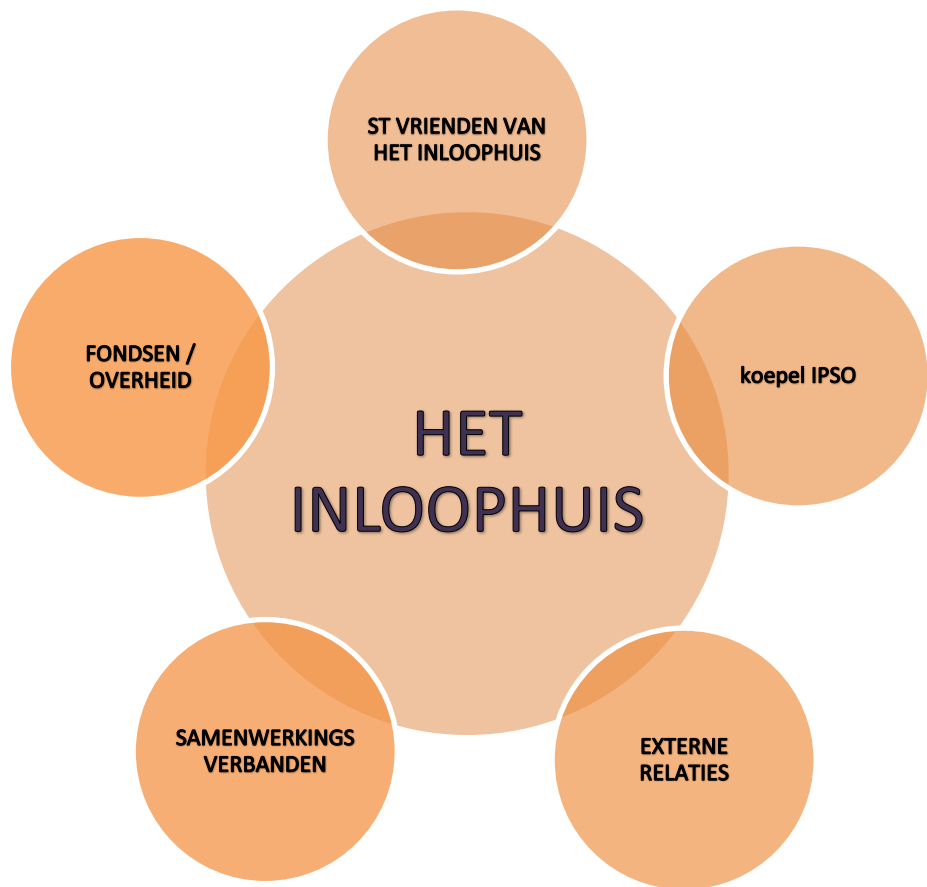 ST VRIENDEN VAN
HET INLOOPHUIS
FONDSEN /
OVERHEID
koepel IPSO
HET
INLOOPHUIS
SAMENWERKINGS
VERBANDEN
EXTERNE
RELATIES